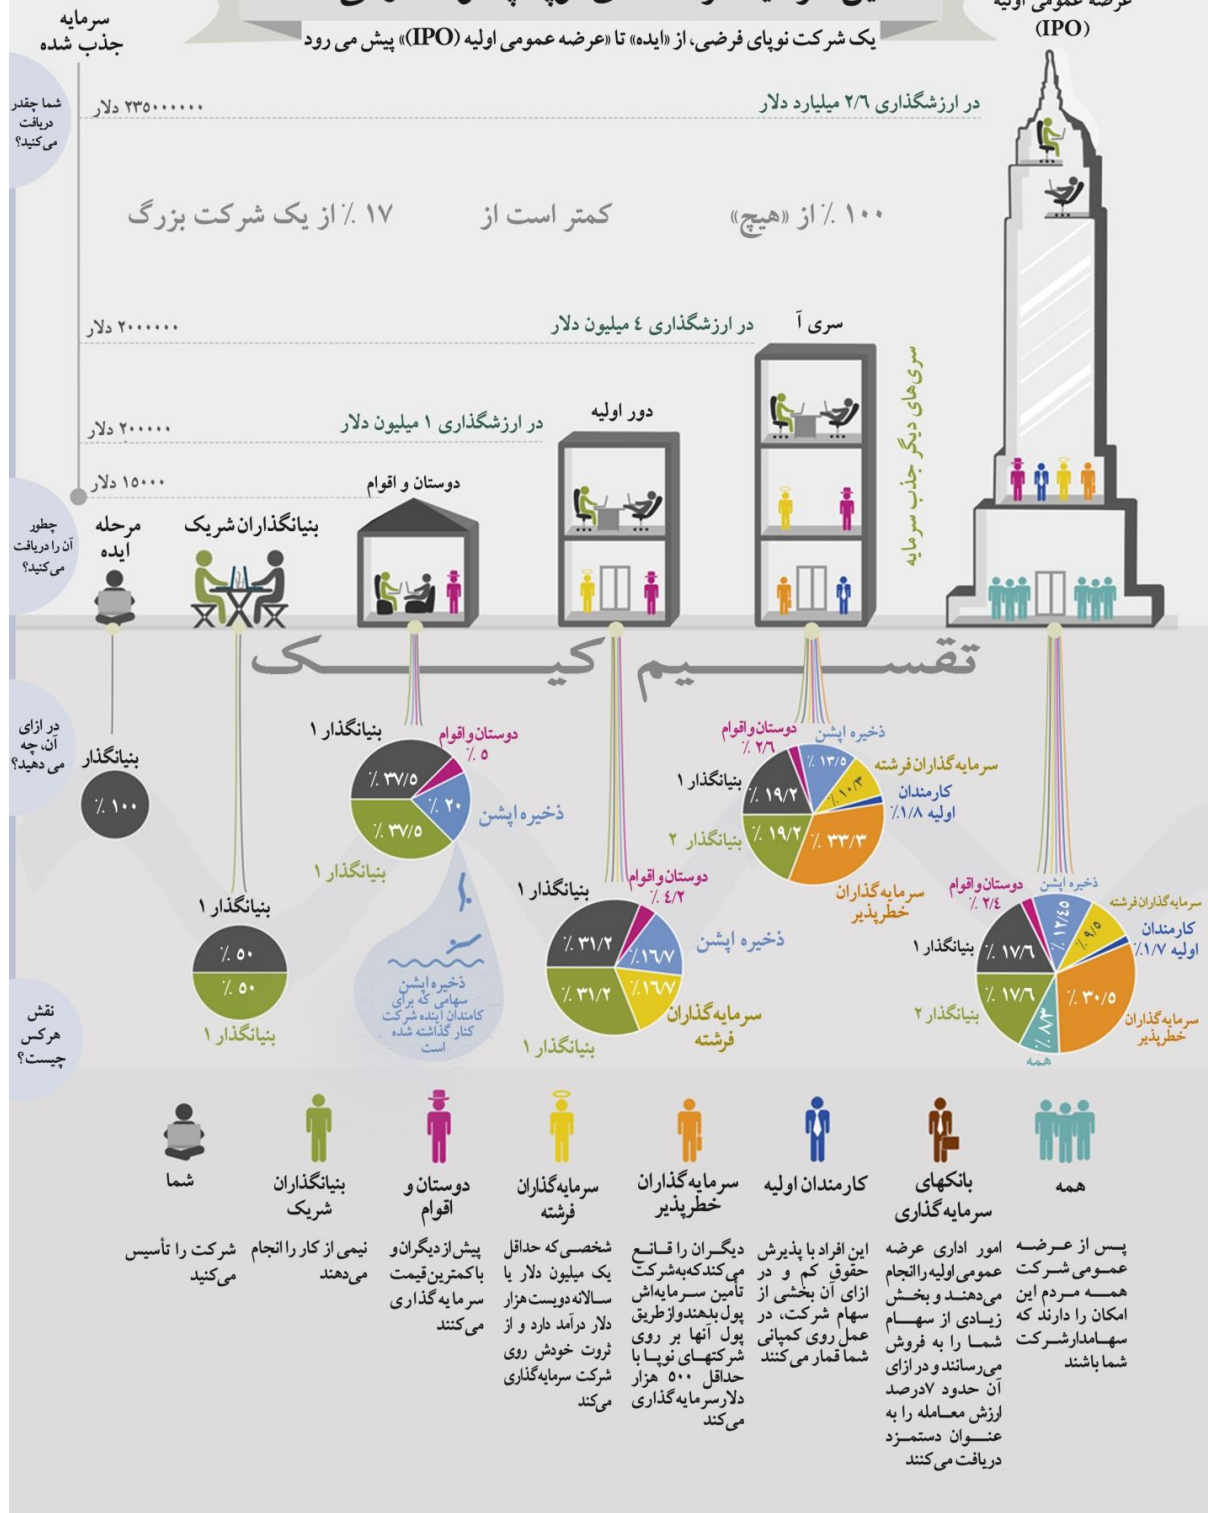 عرضه عمومی اولیه
(IPO)
سرمایه
جذب شده
یک شرکت نوپای فرضی، از «ایده» تا «عرضه عمومی اولیه (IPO)» پیش می رود
شما چقدر
دریافت
می‌کنید؟
۲۳۵۰۰۰۰۰۰ دلار
در ارزشگذاری ۲/۶ میلیارد دلار
۱۰۰ ٪ از «هیچ»
کمتر است از
۱۷ ٪ از یک شرکت بزرگ
۲۰۰۰۰۰۰ دلار
در ارزشگذاری ۴ میلیون دلار
سری آ
سری‌های دیگر جذب سرمایه
۲۰۰۰۰۰ دلار
در ارزشگذاری ۱ میلیون دلار
دور اولیه
۱۵۰۰۰ دلار
دوستان و اقوام
چطور
آن را دریافت
می‌کنید؟
مرحله
ایده
بنیانگذاران شریک
تقسیم کیک
در ازای
آن، چه
می دهید؟
بنیانگذار
۱۰۰ ٪
بنیانگذار ۱
۵۰ ٪
۵۰ ٪
بنیانگذار ۱
بنیانگذار ۱
دوستان و اقوام
۵ ٪
۳۷/۵ ٪
۲۰ ٪
ذخیره اپشن
۳۷/۵ ٪
بنیانگذار ۱
ذخیره اپشن
سهامی که برای
کامندان آینده شرکت
کنار گذاشته شده
است
بنیانگذار ۱
دوستان و اقوام
۴/۲ ٪
۳۱/۲ ٪
۱۶/۷٪
ذخیره اپشن
۳۱/۲ ٪
۱۶/۷٪
سرمایه‌گذاران
فرشته
بنیانگذار ۱
دوستان و اقوام
۲/۶ ٪
ذخیره اپشن
۱۳/۵ ٪
سرمایه‌گذاران فرشته
۱۰/۳ ٪
بنیانگذار ۱
۱۹/۲ ٪
کارمندان
اولیه ۱/۸٪
بنیانگذار ۲
۱۹/۲ ٪
۳۳/۳ ٪
سرمایه‌گذاران
خطرپذیر
ذخیره اپشن
دوستان و اقوام
۲/۴ ٪
۱۲/۴۵ ٪
سرمایه‌گذاران فرشته
۹/۵ ٪
کارمندان
اولیه ۱/۷٪
بنیانگذار ۱
۱۷/۶ ٪
بنیانگذار ۲
۱۷/۶ ٪
۳۰/۵ ٪
۸/۳ ٪
سرمایه‌گذاران
خطرپذیر
همه
نقش
هرکس
چیست؟
همه
پس از عرضه
عمومی شرکت
همه مردم این
امکان را دارند که
سهامدار شرکت
شما باشند
بانکهای
سرمایه‌گذاری
امور اداری عرضه
عمومی اولیه را انجام
می‌دهند و بخش
زیادی از سهام
شما را به فروش
می‌رسانند و در ازای
آن حدود ۷درصد
ارزش معامله را به
عنوان دستمزد
دریافت می‌کنند
کارمندان اولیه
این افراد با پذیرش
حقوق کم و در
ازای آن بخشی از
سهام شرکت، در
عمل روی کمپانی
شما قمار می‌کنند
سرمایه‌گذاران
خطرپذیر
دیگران را قانع
می‌کند که به شرکت
تأمین سرمایه‌اش
پول بدهند و از طریق
پول آنها بر روی
شرکتهای نوپا با
حداقل ۵۰۰ هزار
دلار سرمایه گذاری
می‌کند
سرمایه‌گذاران
فرشته
شخصی که حداقل
یک میلیون دلار یا
سالانه دویست هزار
دلار درآمد دارد و از
ثروت خودش روی
شرکت سرمایه‌گذاری
می‌کند
دوستان و
اقوام
پیش از دیگران و
با کمترین قیمت
سرمایه گذاری
می‌کنند
بنیانگذاران
شریک
نیمی از کار را انجام
می‌دهند
شما
شرکت را تأسیس
می‌کنید